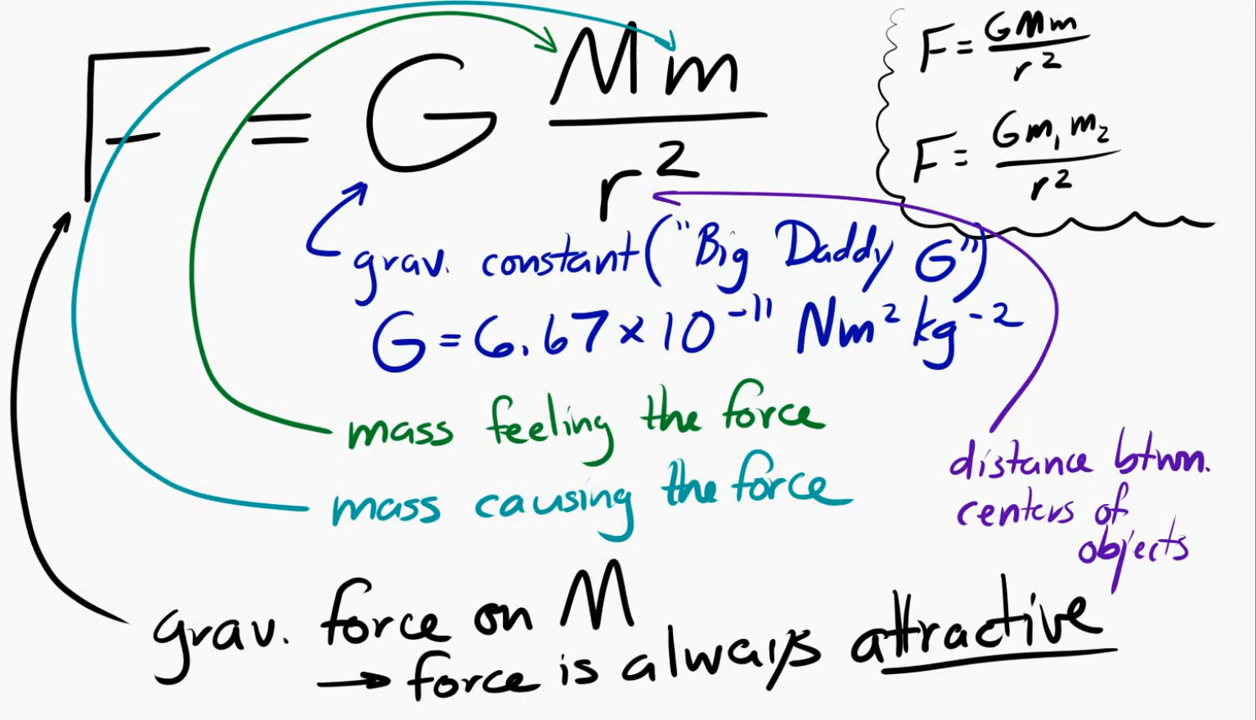 F = G Mm / r²
F = GMm / r²
F = Gm₁m₂ / r²
grav. constant ("Big Daddy G")
G = 6.67 × 10⁻¹¹ Nm² kg⁻²
mass feeling the force
mass causing the force
distance btwn.
centers of
objects
grav. force on M
→ force is always attractive